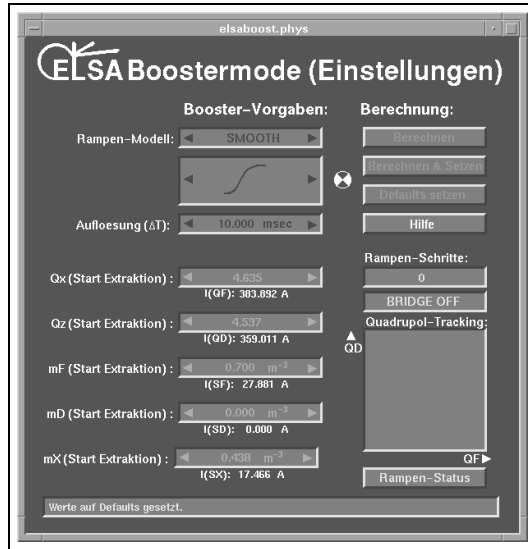 elsaboost.phys
ELSA Boostermode (Einstellungen)
Booster-Vorgaben:
Berechnung:
Rampen-Modell:
SMOOTH
Berechnen
Berechnen & Setzen
Defaults setzen
Aufloesung (ΔT):
10.000 msec
Hilfe
Rampen-Schritte:
Qx (Start Extraktion) :
4.635
0
I(QF): 383.892 A
BRIDGE OFF
Qz (Start Extraktion) :
4.537
Quadrupol-Tracking:
I(QD): 359.011 A
QD
mF (Start Extraktion) :
0.700 m⁻³
I(SF): 27.881 A
mD (Start Extraktion) :
0.000 m⁻³
I(SD): 0.000 A
mX (Start Extraktion) :
0.438 m⁻³
QF
I(SX): 17.466 A
Rampen-Status
Werte auf Defaults gesetzt.